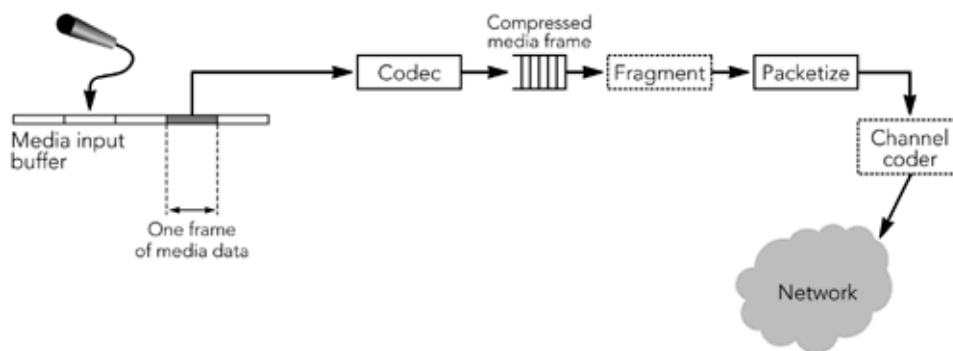 Compressed
media frame
Codec
Fragment
Packetize
Media input
buffer
Channel
coder
One frame
of media data
Network